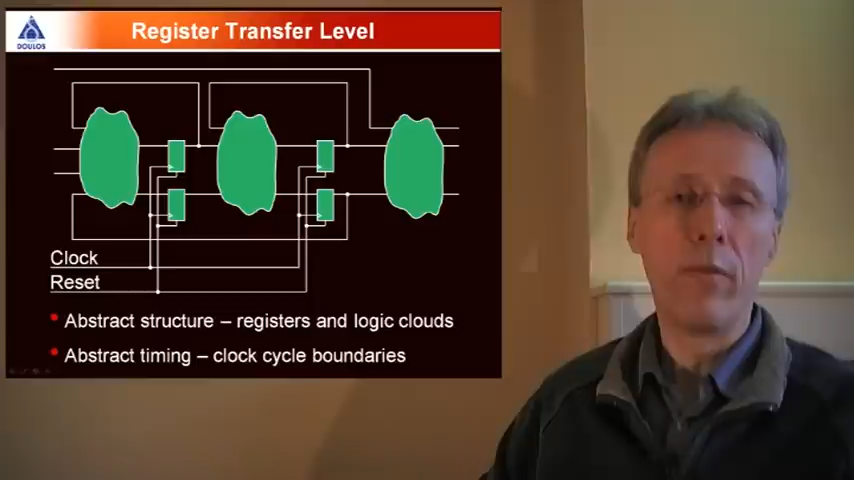 DOULOS
Register Transfer Level
Clock
Reset
• Abstract structure – registers and logic clouds
• Abstract timing – clock cycle boundaries